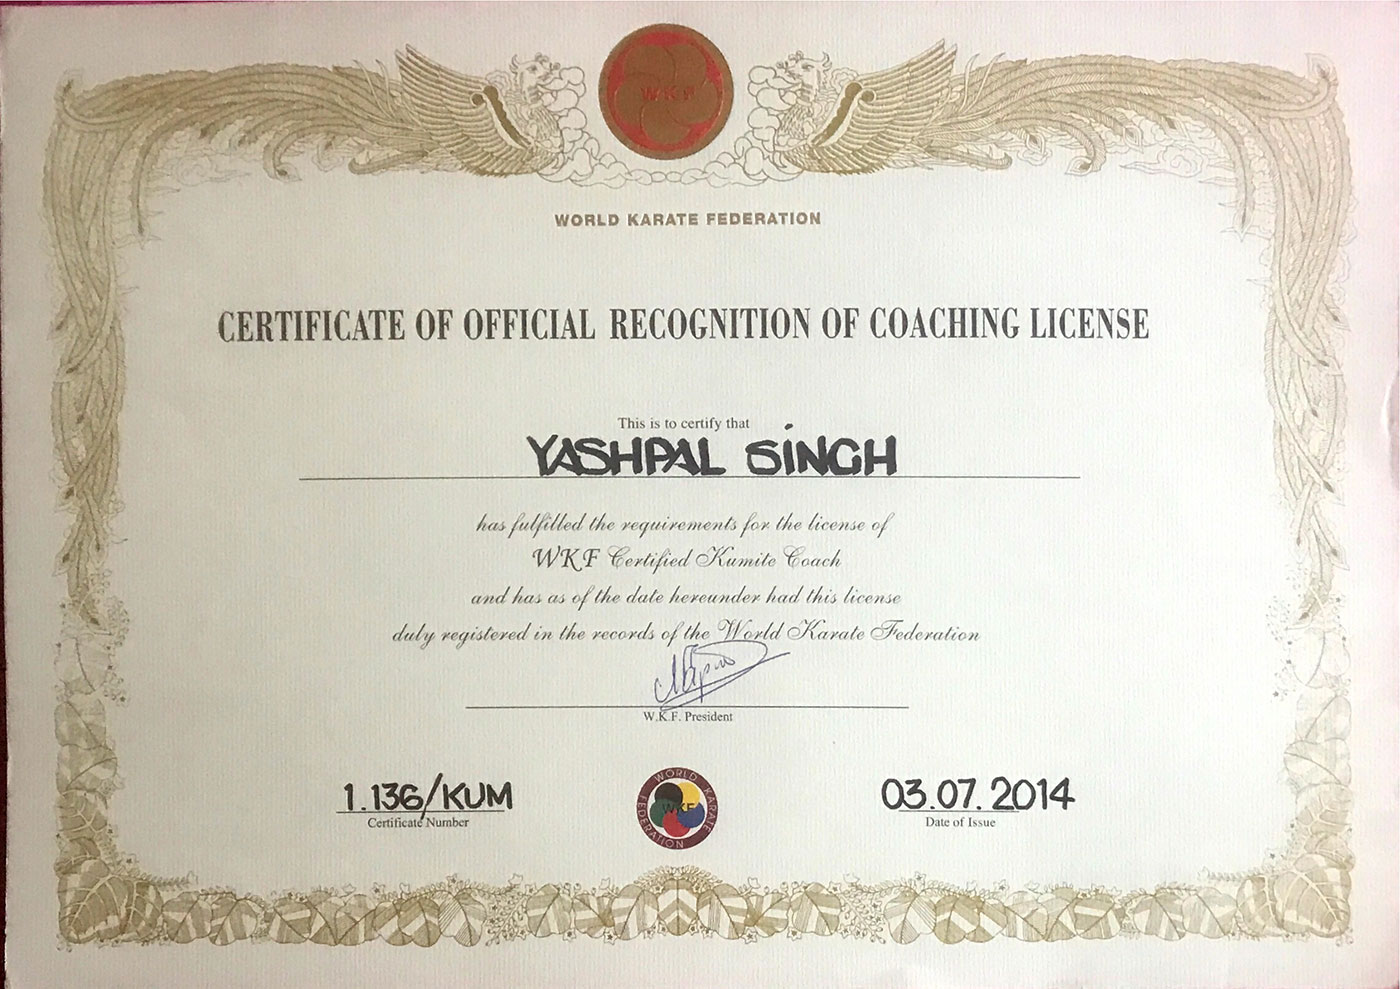 WKF
WORLD KARATE FEDERATION
CERTIFICATE OF OFFICIAL RECOGNITION OF COACHING LICENSE
This is to certify that
YASHPAL SINGH
has fulfilled the requirements for the license of
WKF Certified Kumite Coach
and has as of the date hereunder had this license
duly registered in the records of the World Karate Federation
W.K.F. President
1.136/KUM
Certificate Number
WORLD KARATE FEDERATION
WKF
03.07.2014
Date of Issue